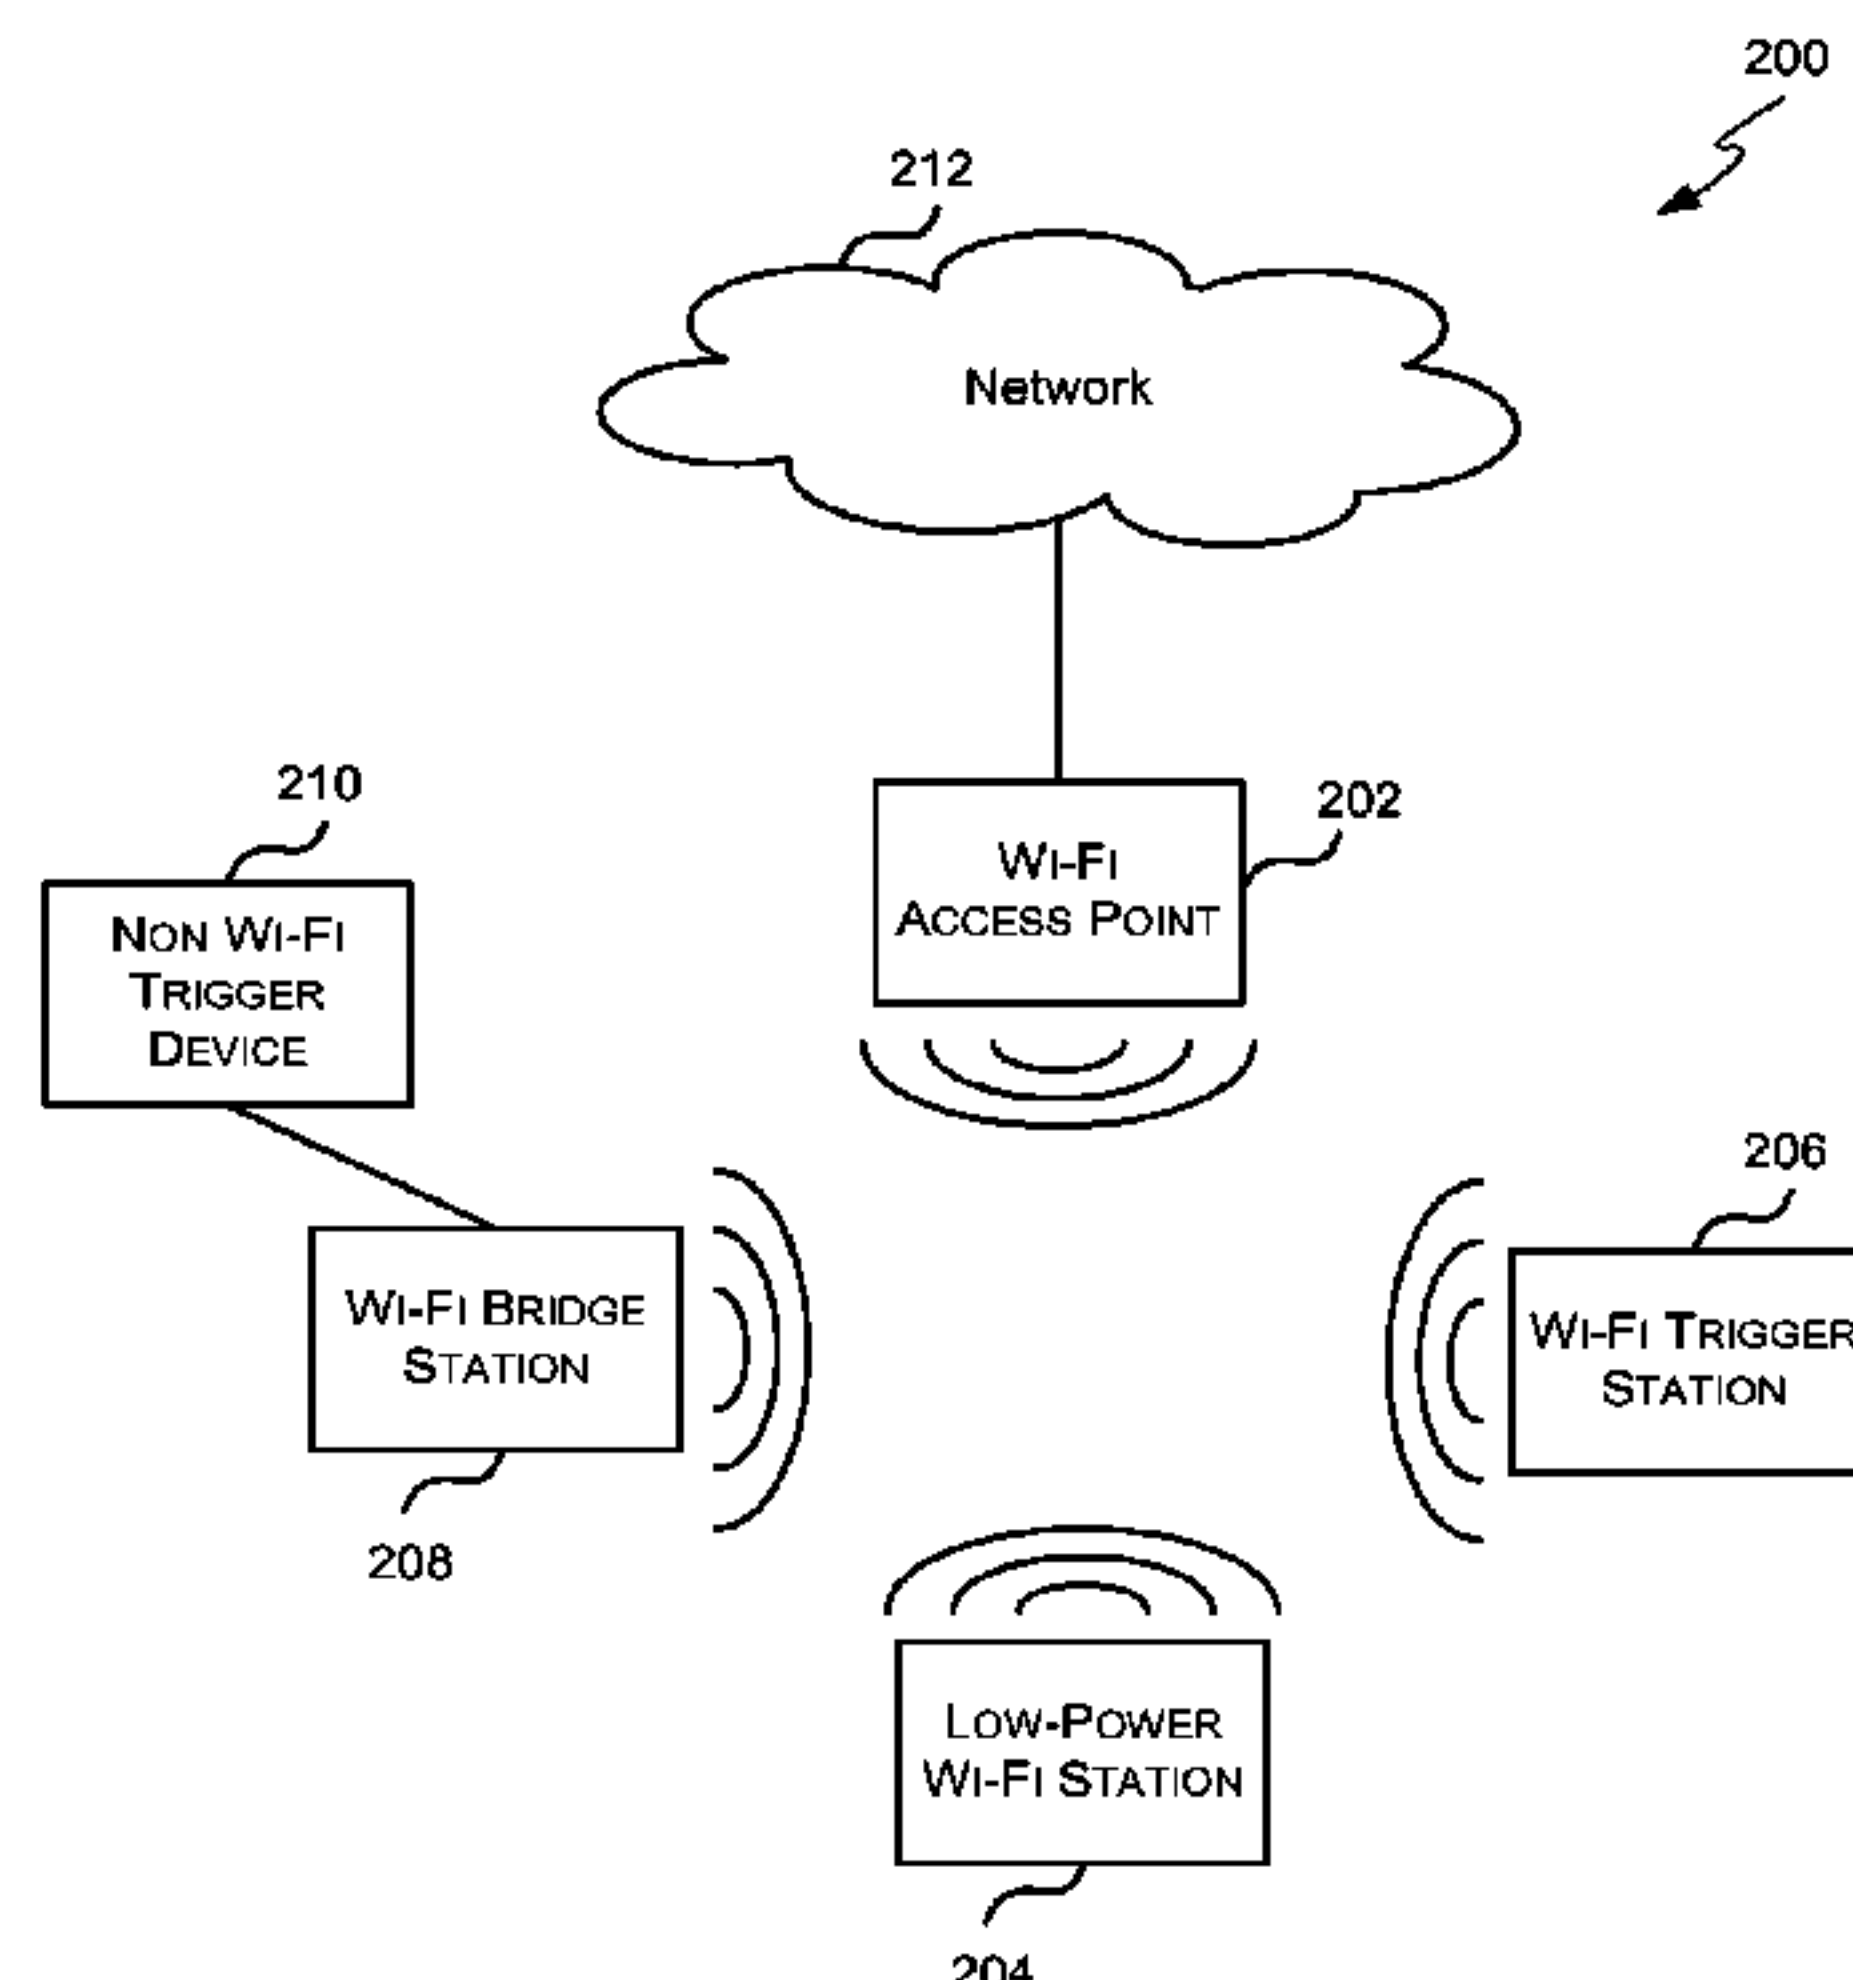 200
212
Network
210
202
WI-FI
ACCESS POINT
NON WI-FI
TRIGGER
DEVICE
206
WI-FI BRIDGE
STATION
WI-FI TRIGGER
STATION
208
LOW-POWER
WI-FI STATION
204